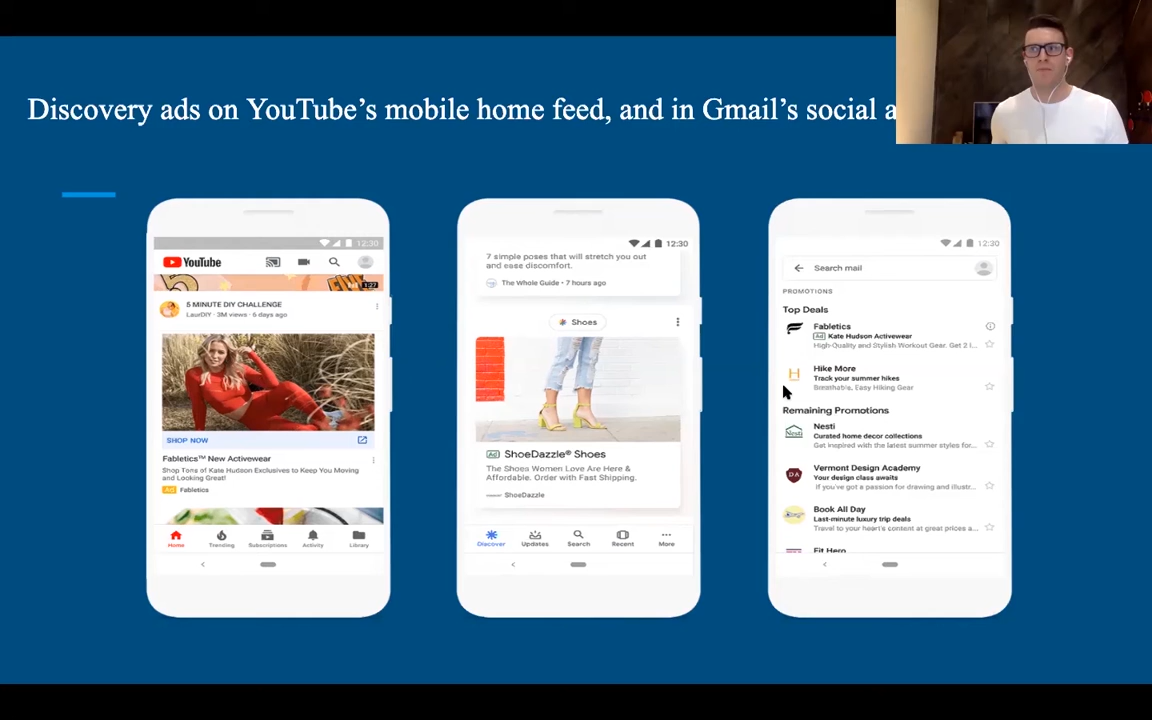 Discovery ads on YouTube’s mobile home feed, and in Gmail’s social a
12:30
YouTube
1:27
5 MINUTE DIY CHALLENGE
LaurDIY · 3M views · 6 days ago
SHOP NOW
Fabletics™ New Activewear
Shop Tons of Kate Hudson Exclusives to Keep You Moving
and Looking Great!
Ad Fabletics
Home Trending Subscriptions Activity Library
12:30
7 simple poses that will stretch you out
and ease discomfort.
The Whole Guide • 7 hours ago
Shoes
Ad ShoeDazzle® Shoes
The Shoes Women Love Are Here &
Affordable. Order with Fast Shipping.
ShoeDazzle
Discover Updates Search Recent More
12:30
Search mail
PROMOTIONS
Top Deals
Fabletics
Ad Kate Hudson Activewear
High-Quality and Stylish Workout Gear. Get 2 i...
Hike More
Track your summer hikes
Breathable, Easy Hiking Gear
Remaining Promotions
Nesti
Nesti
Curated home decor collections
Get inspired with the latest summer styles for...
DA
Vermont Design Academy
Your design class awaits
If you've got a passion for drawing and illustr...
Book All Day
Last-minute luxury trip deals
Travel to your heart's content at great prices a...
Fit Hero